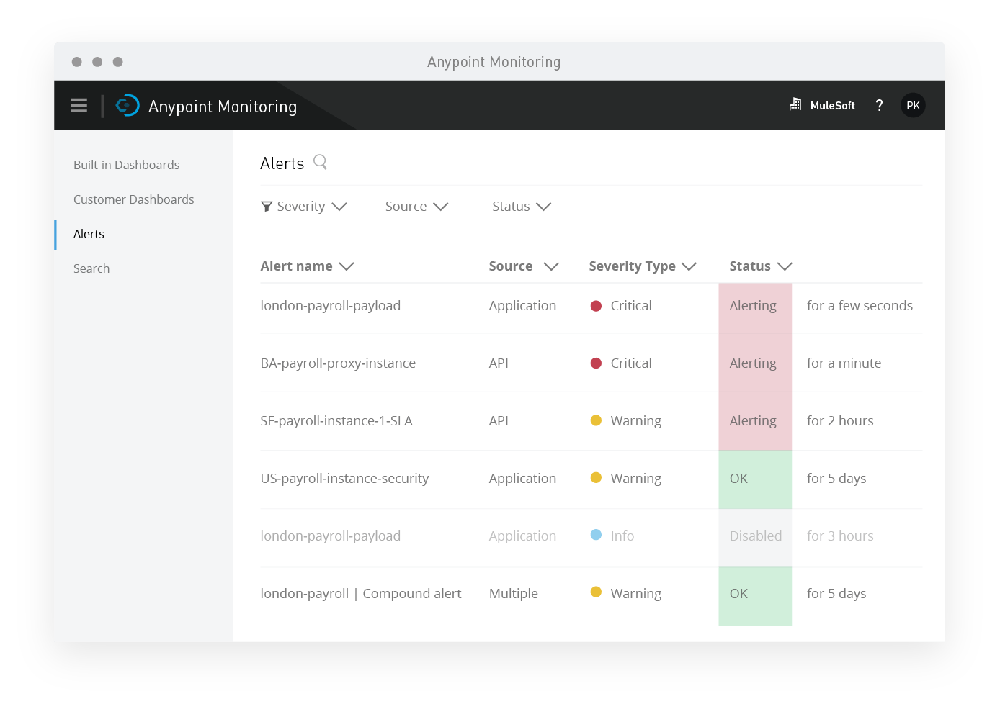 Anypoint Monitoring
Anypoint Monitoring MuleSoft ? PK
Built-in Dashboards
Customer Dashboards
Alerts
Search
Alerts
Severity Source Status
Alert name Source Severity Type Status
london-payroll-payload Application Critical Alerting for a few seconds
BA-payroll-proxy-instance API Critical Alerting for a minute
SF-payroll-instance-1-SLA API Warning Alerting for 2 hours
US-payroll-instance-security Application Warning OK for 5 days
london-payroll-payload Application Info Disabled for 3 hours
london-payroll | Compound alert Multiple Warning OK for 5 days